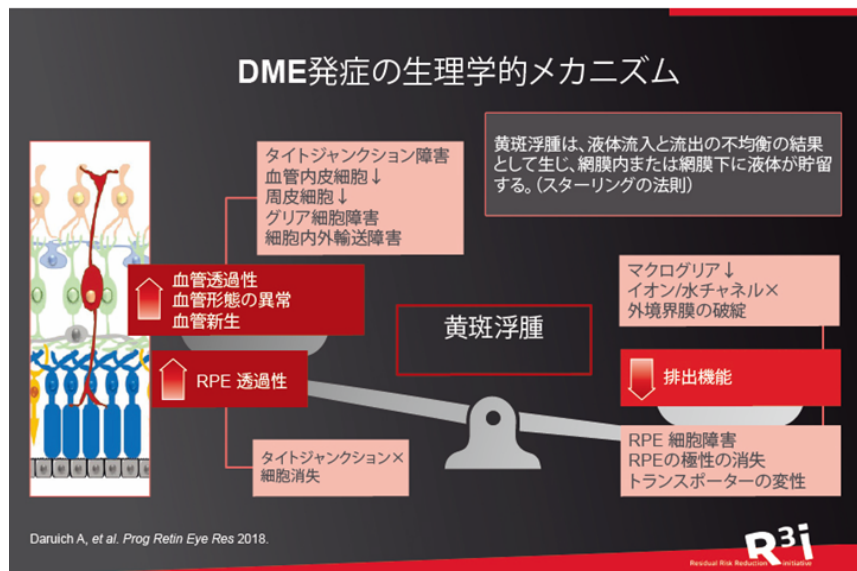 DME発症の生理学的メカニズム
黄斑浮腫は、液体流入と流出の不均衡の結果
として生じ、網膜内または網膜下に液体が貯留
する。（スターリングの法則）
タイトジャンクション障害
血管内皮細胞↓
周皮細胞↓
グリア細胞障害
細胞内外輸送障害
血管透過性
血管形態の異常
血管新生
RPE 透過性
タイトジャンクション×
細胞消失
黄斑浮腫
マクログリア↓
イオン/水チャネル×
外境界膜の破綻
排出機能
RPE 細胞障害
RPEの極性の消失
トランスポーターの変性
Daruich A, et al. Prog Retin Eye Res 2018.
R3i
Residual Risk Reduction initiative